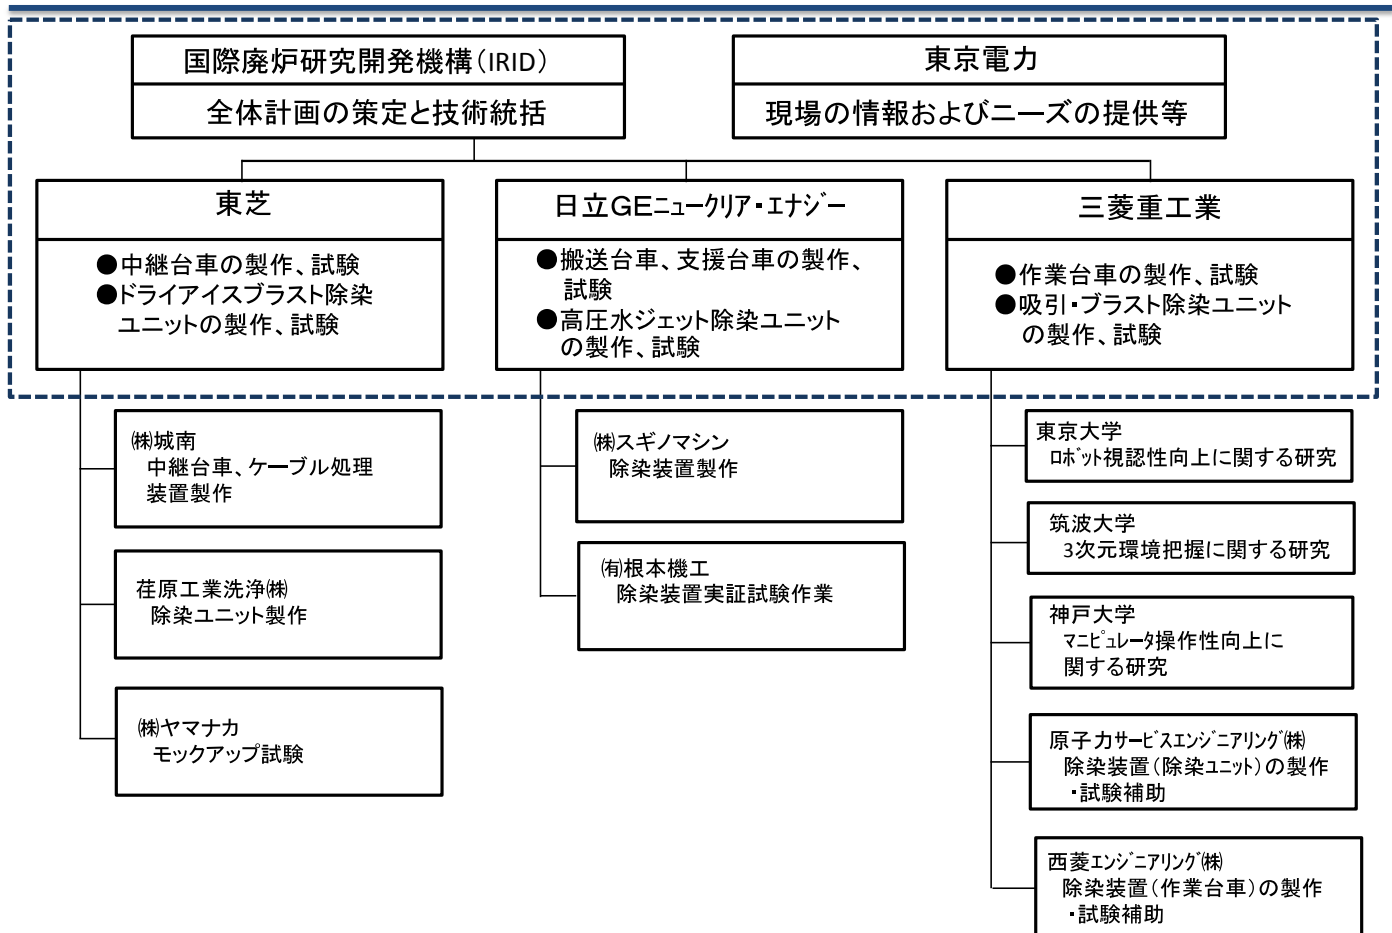 国際廃炉研究開発機構(IRID)
全体計画の策定と技術統括
東京電力
現場の情報およびニーズの提供等
東芝
●中継台車の製作、試験
●ドライアイスブラスト除染
ユニットの製作、試験
日立GEニュークリア・エナジー
●搬送台車、支援台車の製作、
試験
●高圧水ジェット除染ユニット
の製作、試験
三菱重工業
●作業台車の製作、試験
●吸引・ブラスト除染ユニット
の製作、試験
㈱城南
中継台車、ケーブル処理
装置製作
荏原工業洗浄㈱
除染ユニット製作
㈱ヤマナカ
モックアップ試験
㈱スギノマシン
除染装置製作
㈲根本機工
除染装置実証試験作業
東京大学
ロボット視認性向上に関する研究
筑波大学
3次元環境把握に関する研究
神戸大学
マニピュレータ操作性向上に
関する研究
原子力サービスエンジニアリング㈱
除染装置(除染ユニット)の製作
・試験補助
西菱エンジニアリング㈱
除染装置(作業台車)の製作
・試験補助